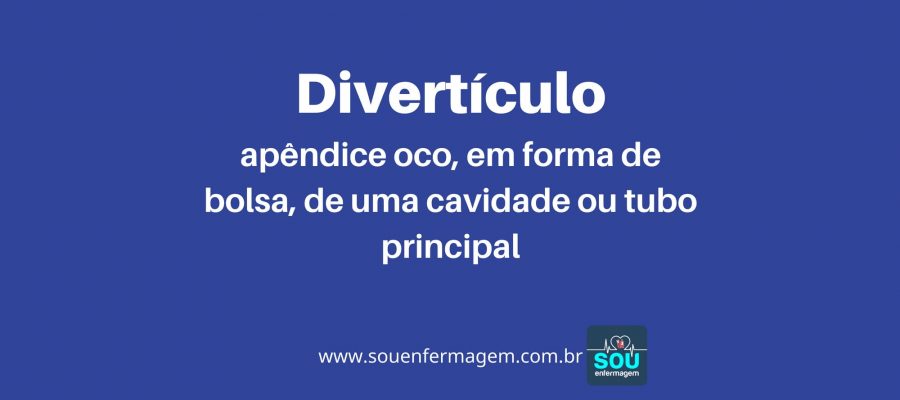 Divertículo
apêndice oco, em forma de
bolsa, de uma cavidade ou tubo
principal
www.souenfermagem.com.br
SOU
enfermagem